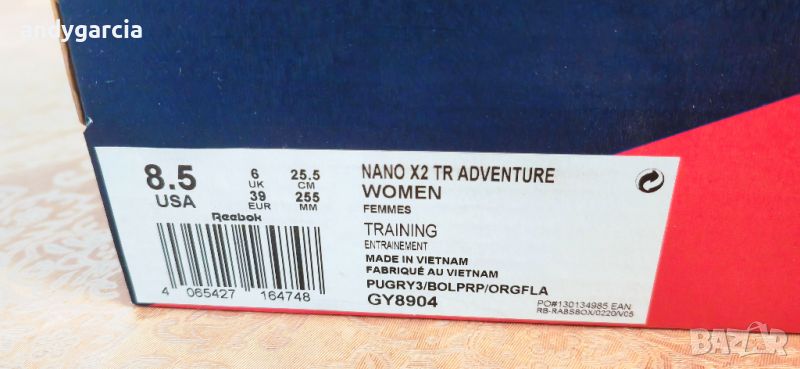 andygarcia
8.5
USA
6
UK
39
EUR
25.5
CM
255
MM
Reebok
4 065427 164748
NANO X2 TR ADVENTURE
WOMEN
FEMMES
TRAINING
ENTRAINEMENT
MADE IN VIETNAM
FABRIQUÉ AU VIETNAM
PUGRY3/BOLPRP/ORGFLA
GY8904
PO#130134985 EAN
RB-RABSBOX/0220/V05
BAZAR